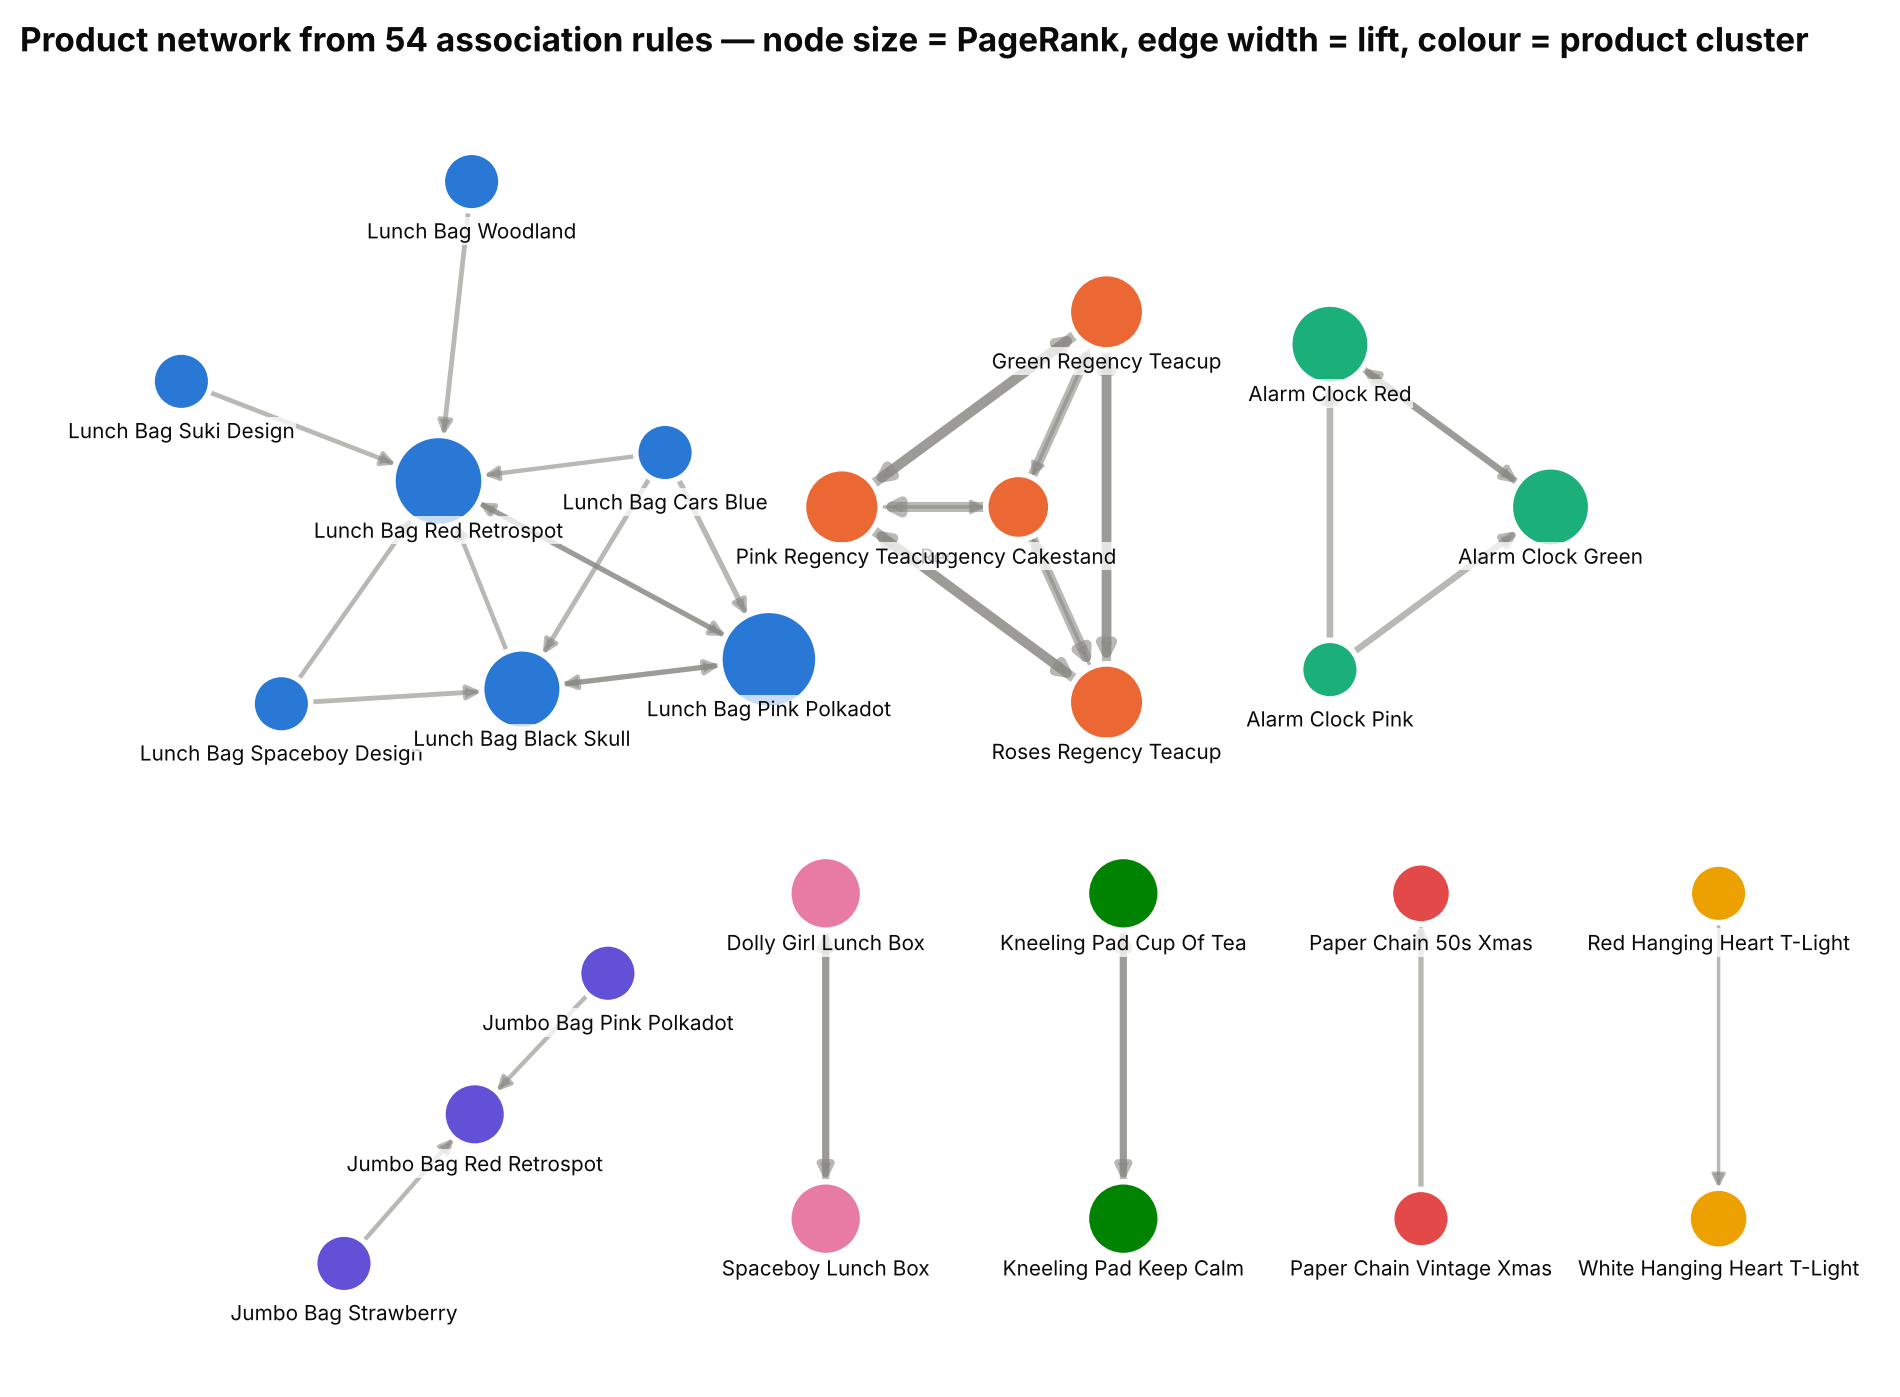 Product network from 54 association rules — node size = PageRank, edge width = lift, colour = product cluster
Lunch Bag Woodland
Lunch Bag Suki Design
Lunch Bag Red Retrospot
Lunch Bag Cars Blue
Lunch Bag Spaceboy Design
Lunch Bag Black Skull
Lunch Bag Pink Polkadot
Green Regency Teacup
Pink Regency Teacup
Regency Cakestand
Roses Regency Teacup
Alarm Clock Red
Alarm Clock Green
Alarm Clock Pink
Jumbo Bag Pink Polkadot
Jumbo Bag Red Retrospot
Jumbo Bag Strawberry
Dolly Girl Lunch Box
Spaceboy Lunch Box
Kneeling Pad Cup Of Tea
Kneeling Pad Keep Calm
Paper Chain 50s Xmas
Paper Chain Vintage Xmas
Red Hanging Heart T-Light
White Hanging Heart T-Light